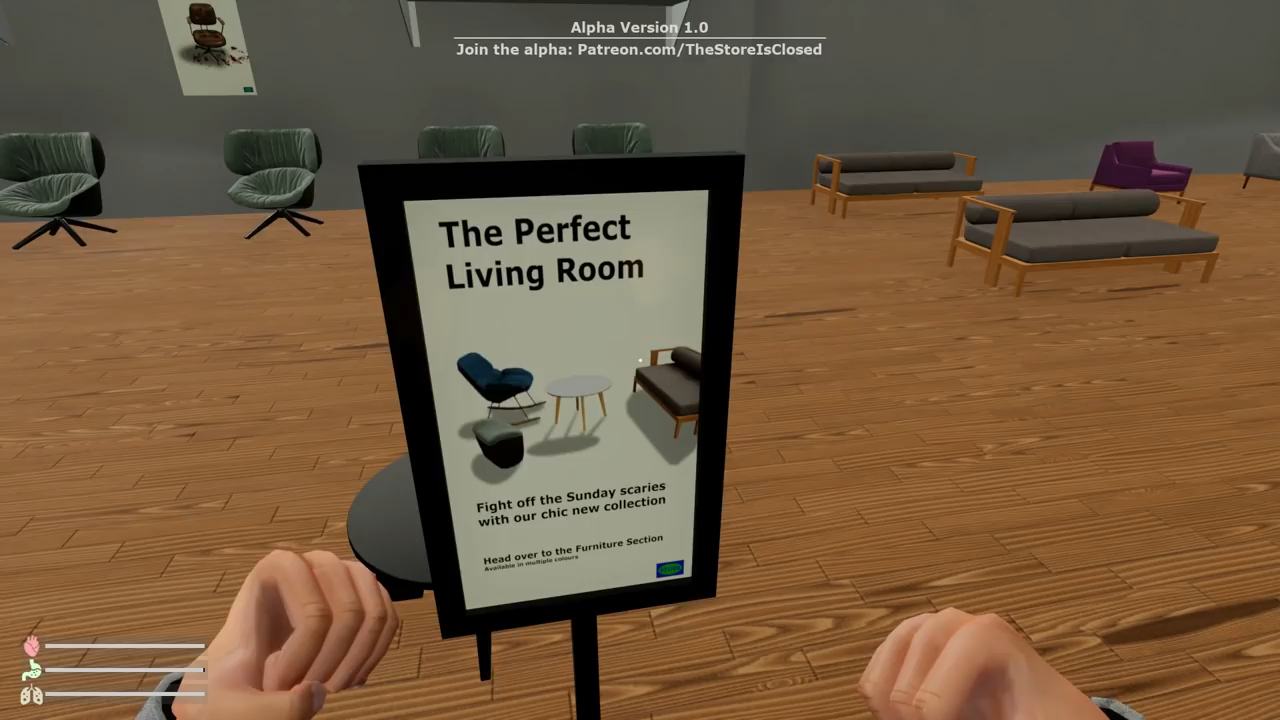 Alpha Version 1.0
Join the alpha: Patreon.com/TheStoreIsClosed
The Perfect
Living Room
Fight off the Sunday scaries
with our chic new collection
Head over to the Furniture Section
Available in multiple colours